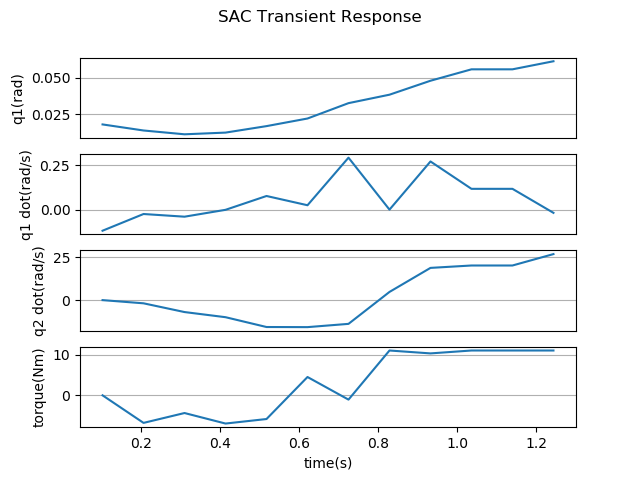 SAC Transient Response
q1(rad)
0.050
0.025
q1 dot(rad/s)
0.25
0.00
q2 dot(rad/s)
25
0
torque(Nm)
10
0
0.2 0.4 0.6 0.8 1.0 1.2
time(s)